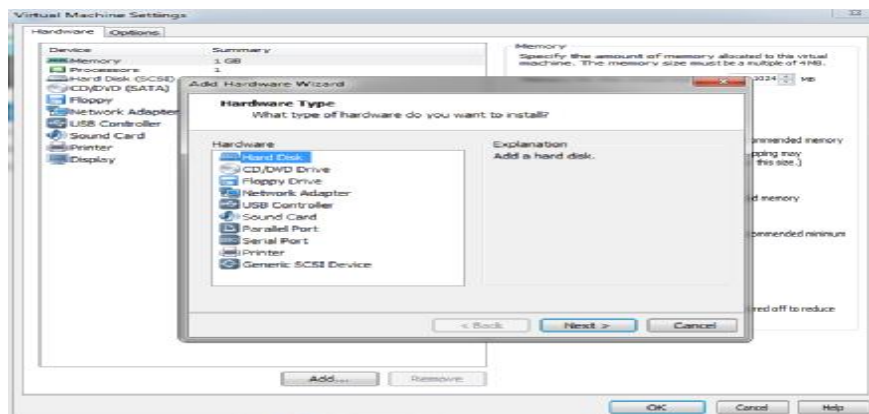 Virtual Machine Settings
Hardware Options
Device Summary
Memory 1 GB
Processors 1
Hard Disk (SCSI)
CD/DVD (SATA)
Floppy
Network Adapter
USB Controller
Sound Card
Printer
Display
Memory
Specify the amount of memory allocated to this virtual
machine. The memory size must be a multiple of 4 MB.
MB
mmended memory
pping may
this size.)
d memory
ommended minimum
red off to reduce
Add Hardware Wizard
Hardware Type
What type of hardware do you want to install?
Hardware
Hard Disk
CD/DVD Drive
Floppy Drive
Network Adapter
USB Controller
Sound Card
Parallel Port
Serial Port
Printer
Generic SCSI Device
Explanation
Add a hard disk.
< Back Next > Cancel
Add... Remove
OK Cancel Help